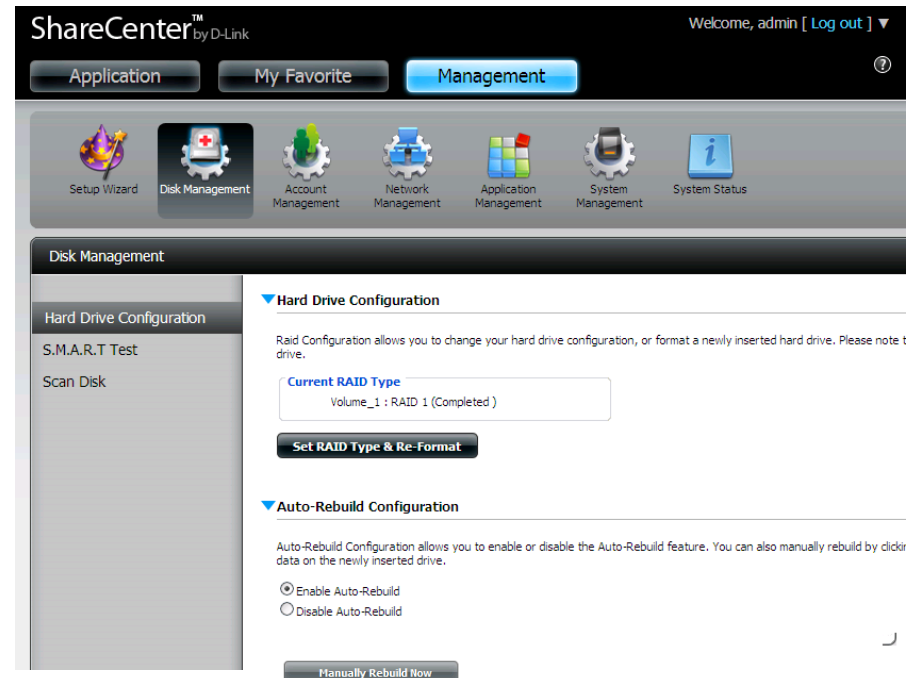 ShareCenter™ by D-Link
Welcome, admin [ Log out ] ▼
Application
My Favorite
Management
?
Setup Wizard
Disk Management
Account Management
Network Management
Application Management
System Management
System Status
Disk Management
Hard Drive Configuration
S.M.A.R.T Test
Scan Disk
Hard Drive Configuration
Raid Configuration allows you to change your hard drive configuration, or format a newly inserted hard drive. Please note
drive.
Current RAID Type
Volume_1 : RAID 1 (Completed )
Set RAID Type & Re-Format
Auto-Rebuild Configuration
Auto-Rebuild Configuration allows you to enable or disable the Auto-Rebuild feature. You can also manually rebuild by
data on the newly inserted drive.
Enable Auto-Rebuild
Disable Auto-Rebuild
Manually Rebuild Now